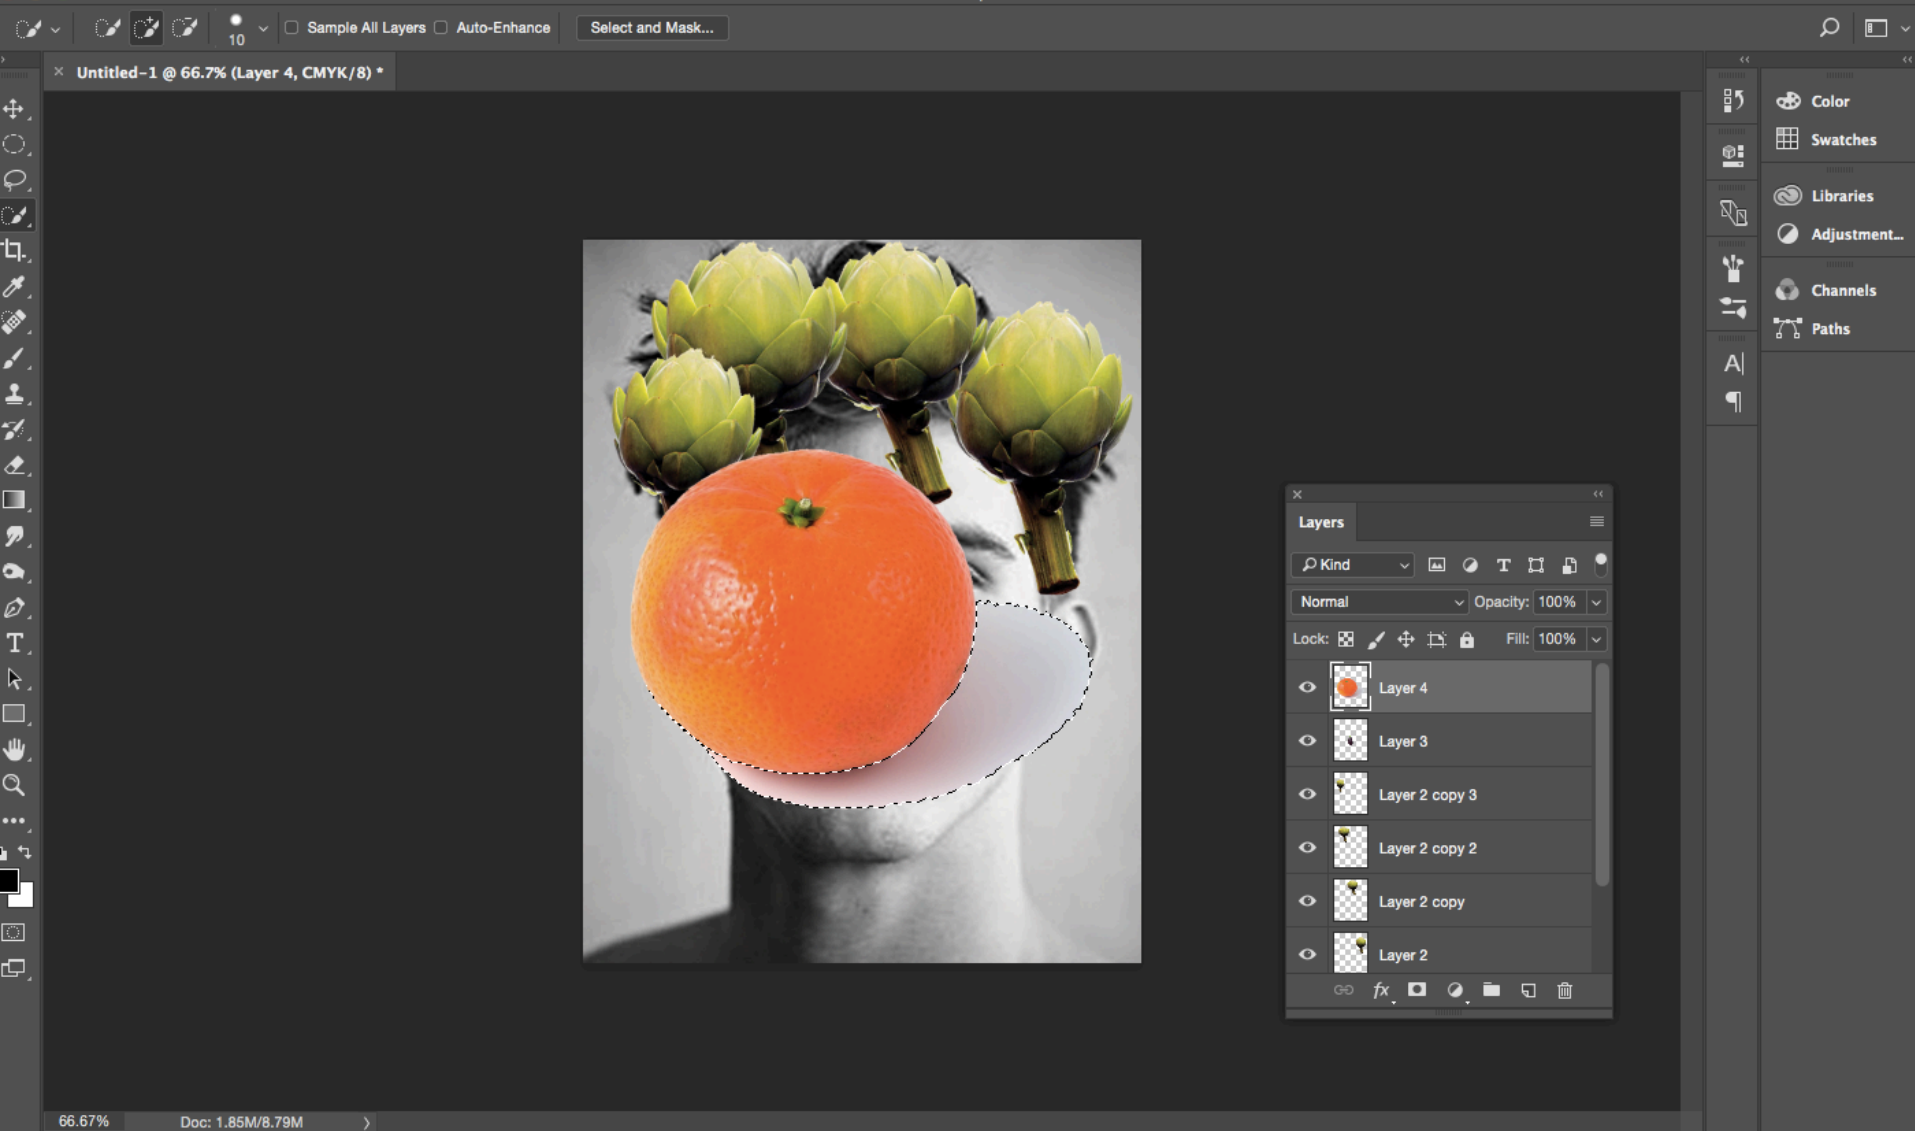 10
Sample All Layers
Auto-Enhance
Select and Mask...
Untitled-1 @ 66.7% (Layer 4, CMYK/8) *
Color
Swatches
Libraries
Adjustment...
Channels
Paths
Layers
Kind
Normal
Opacity: 100%
Lock:
Fill: 100%
Layer 4
Layer 3
Layer 2 copy 3
Layer 2 copy 2
Layer 2 copy
Layer 2
fx
66.67%
Doc: 1.85M/8.79M